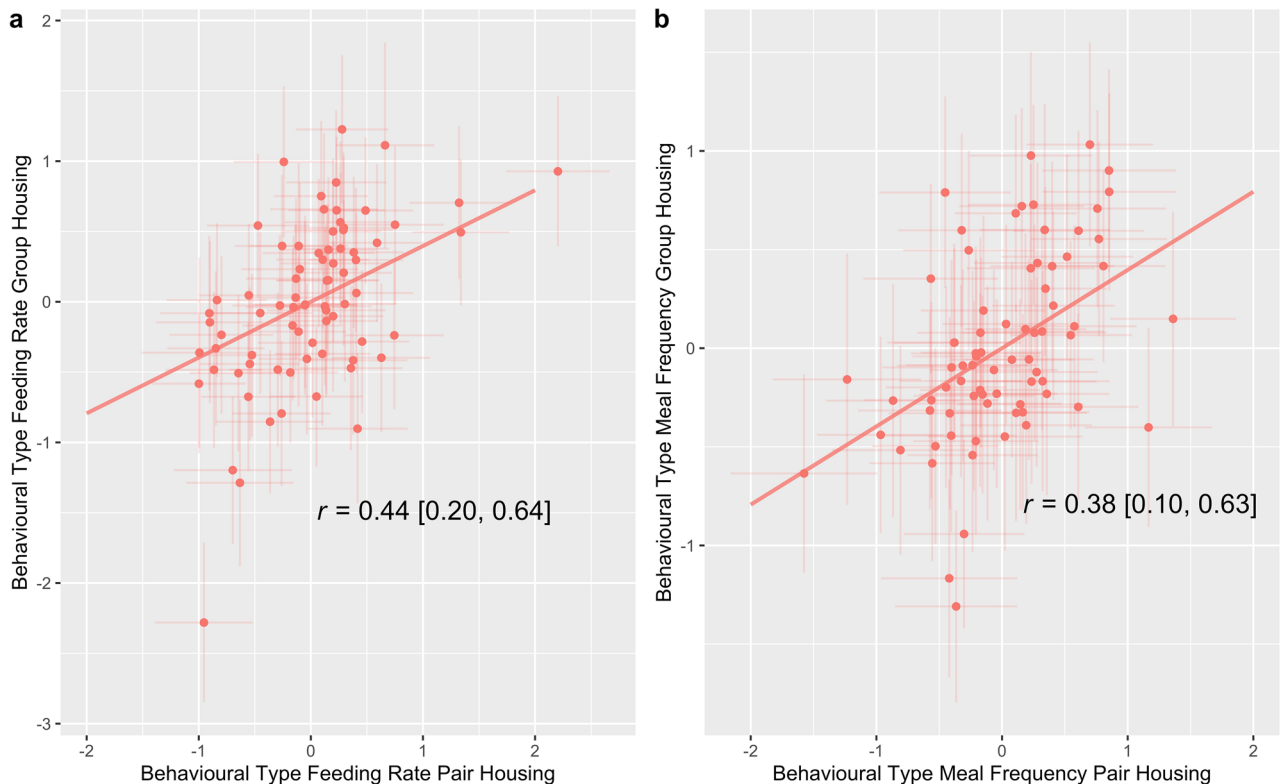 a
Behavioural Type Feeding Rate Group Housing
2
1
0
-1
-2
-3
r = 0.44 [0.20, 0.64]
-2 -1 0 1 2
Behavioural Type Feeding Rate Pair Housing
b
Behavioural Type Meal Frequency Group Housing
1
0
-1
r = 0.38 [0.10, 0.63]
-2 -1 0 1 2
Behavioural Type Meal Frequency Pair Housing